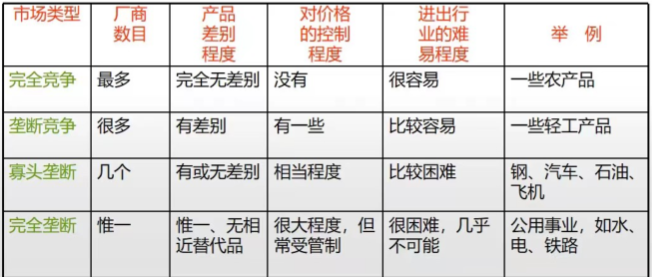 市场类型 厂商数目 产品差别程度 对价格的控制程度 进出行业的难易程度 举 例
完全竞争 最多 完全无差别 没有 很容易 一些农产品
垄断竞争 很多 有差别 有一些 比较容易 一些轻工产品
寡头垄断 几个 有或无差别 相当程度 比较困难 钢、汽车、石油、飞机
完全垄断 惟一 惟一、无相近替代品 很大程度，但常受管制 很困难，几乎不可能 公用事业，如水、电、铁路